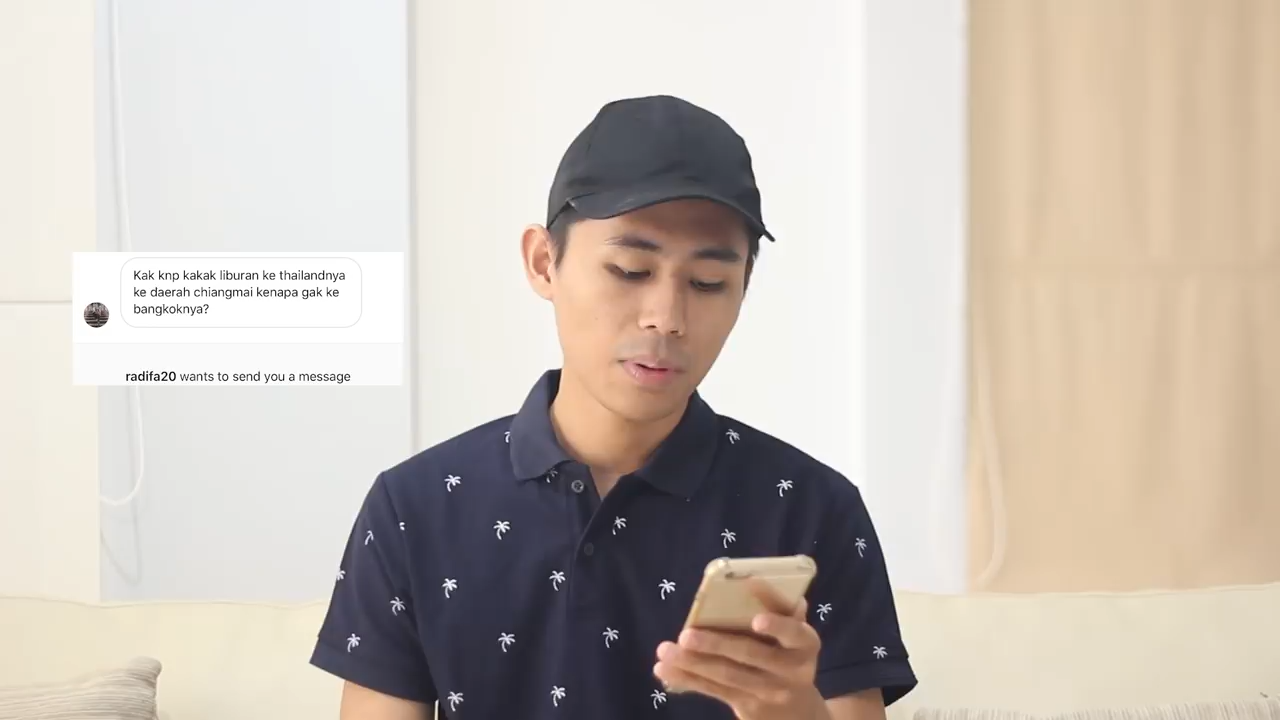 Kak knp kakak liburan ke thailandnya
ke daerah chiangmai kenapa gak ke
bangkoknya?
radifa20 wants to send you a message